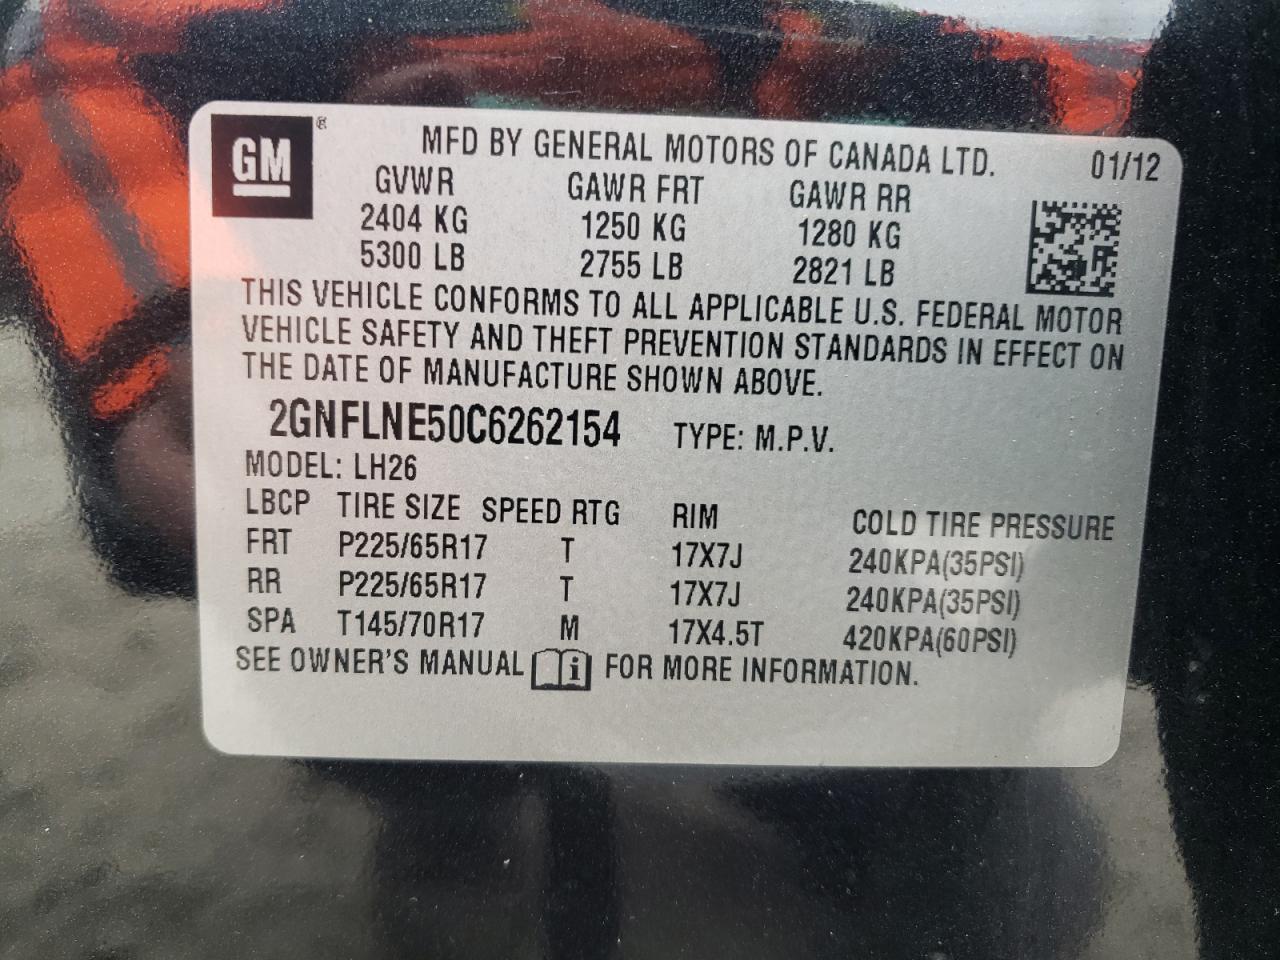 GM ®
MFD BY GENERAL MOTORS OF CANADA LTD. 01/12
GVWR GAWR FRT GAWR RR
2404 KG 1250 KG 1280 KG
5300 LB 2755 LB 2821 LB
THIS VEHICLE CONFORMS TO ALL APPLICABLE U.S. FEDERAL MOTOR
VEHICLE SAFETY AND THEFT PREVENTION STANDARDS IN EFFECT ON
THE DATE OF MANUFACTURE SHOWN ABOVE.
2GNFLNE50C6262154 TYPE: M.P.V.
MODEL: LH26
LBCP TIRE SIZE SPEED RTG RIM COLD TIRE PRESSURE
FRT P225/65R17 T 17X7J 240KPA(35PSI)
RR P225/65R17 T 17X7J 240KPA(35PSI)
SPA T145/70R17 M 17X4.5T 420KPA(60PSI)
SEE OWNER'S MANUAL i FOR MORE INFORMATION.